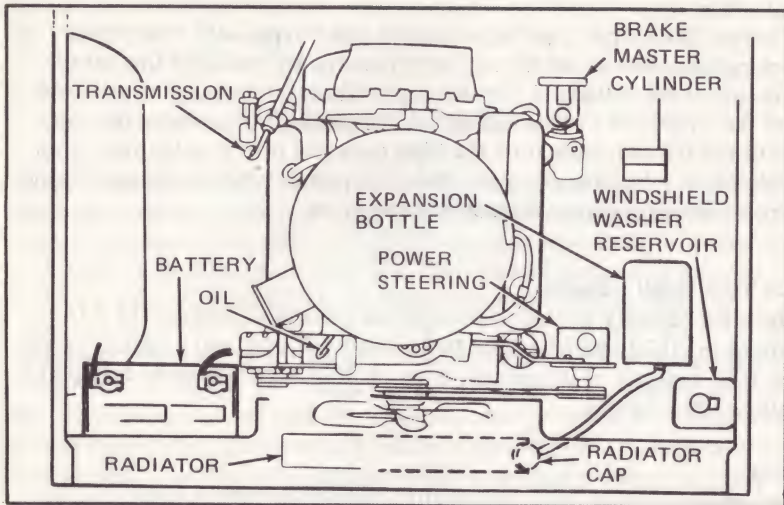 BRAKE
MASTER
CYLINDER
TRANSMISSION
EXPANSION
BOTTLE
WINDSHIELD
WASHER
RESERVOIR
BATTERY
POWER
STEERING
OIL
RADIATOR
RADIATOR
CAP